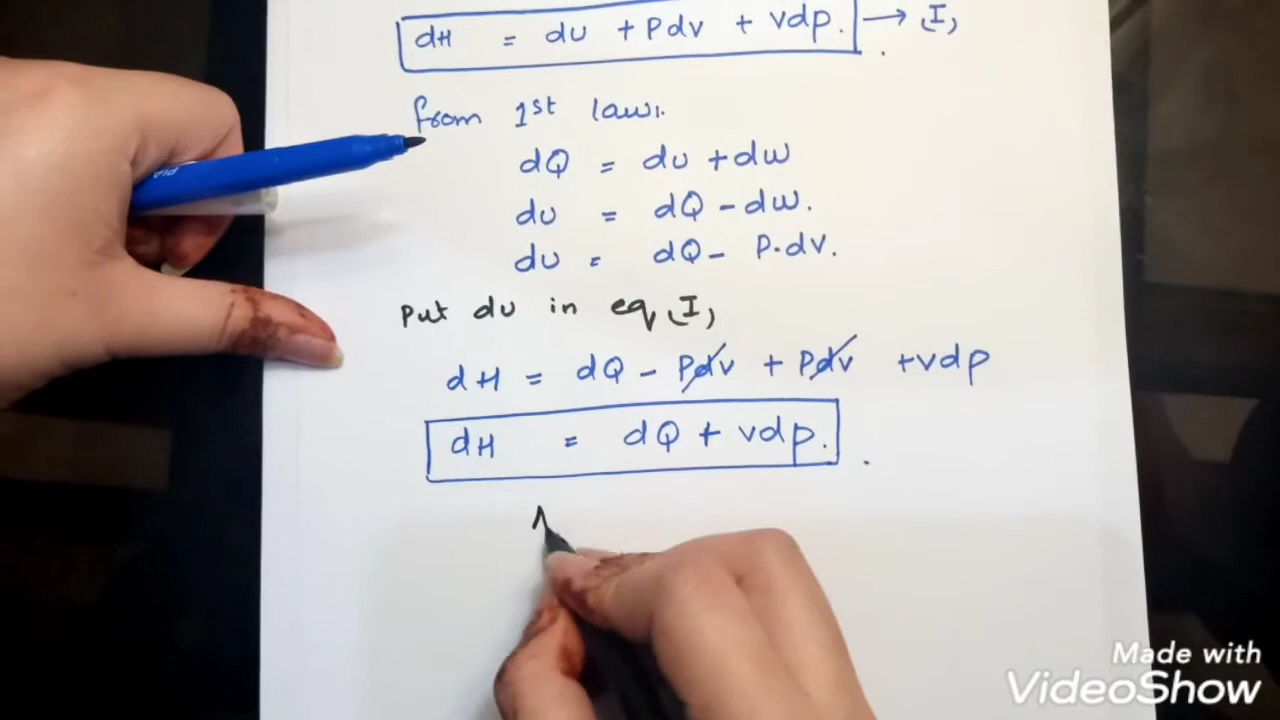 dH = du + Pdv + vdp. → (I)
from 1st law.
dQ = du + dw
du = dQ - dw.
du = dQ - P.dv.
Put du in eq (I)
dH = dQ - Pdv + Pdv + vdp
dH = dQ + vdp.
Made with
VideoShow